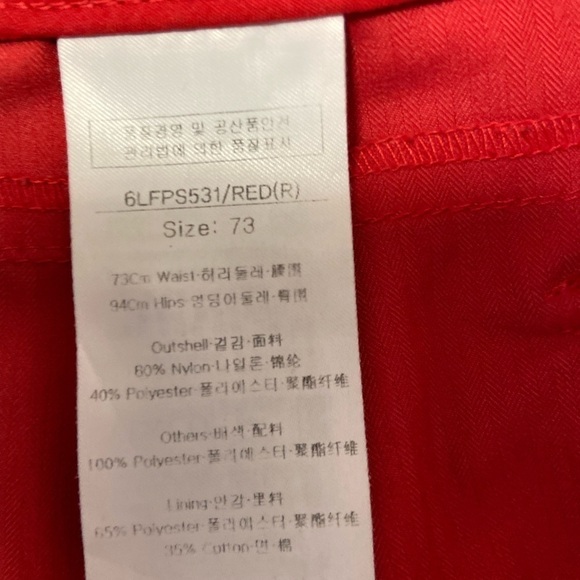 품질경영 및 공산품안전
관리법에 의한 품질표시
6LFPS531/RED(R)
Size: 73
73Cm Waist·허리둘레·腰围
94Cm Hips·엉덩이둘레·臀围
Outshell·겉감·面料
60% Nylon·나일론·锦纶
40% Polyester·폴리에스터·聚酯纤维
Others·배색·配料
100% Polyester·폴리에스터·聚酯纤维
Lining·안감·里料
65% Polyester·폴리에스터·聚酯纤维
35% Cotton·면·棉